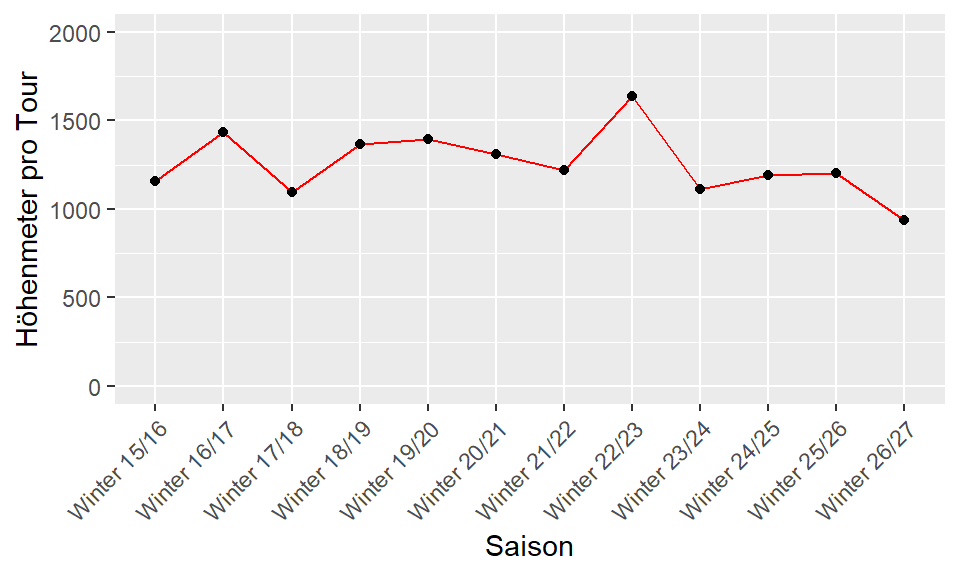 Höhenmeter pro Tour
2000
1500
1000
500
0
Winter 15/16
Winter 16/17
Winter 17/18
Winter 18/19
Winter 19/20
Winter 20/21
Winter 21/22
Winter 22/23
Winter 23/24
Winter 24/25
Winter 25/26
Winter 26/27
Saison